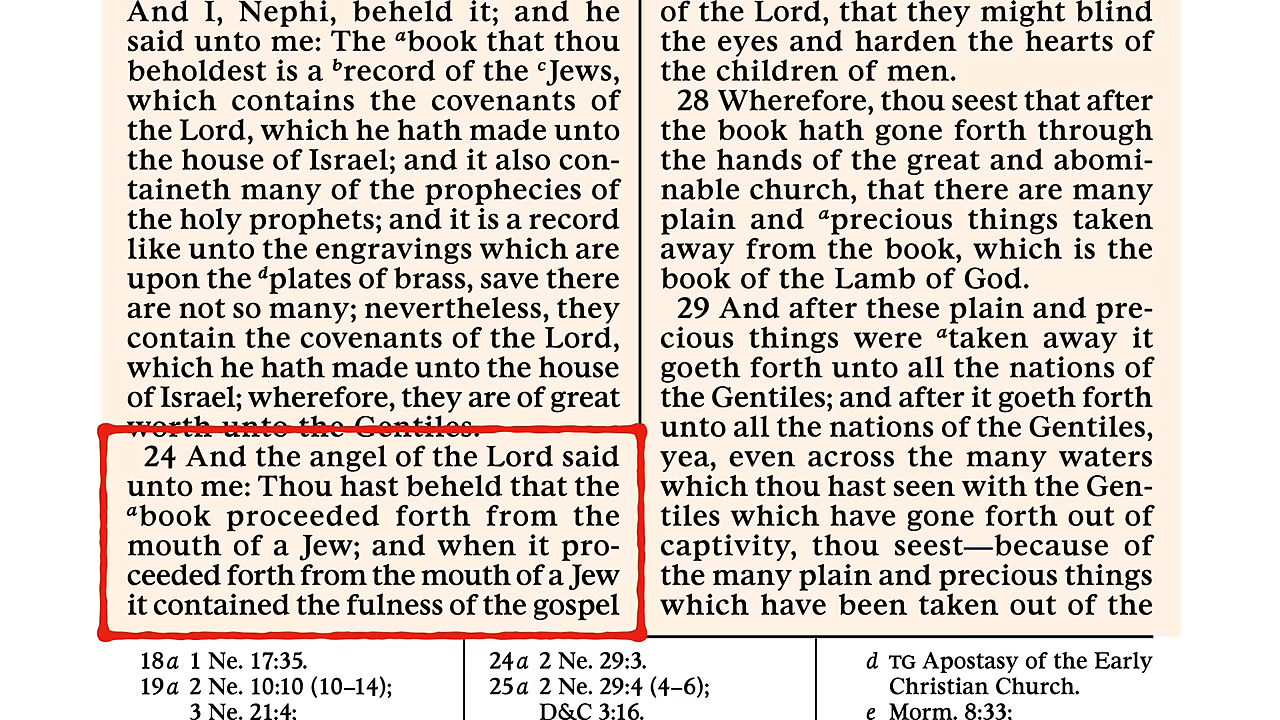 And I, Nephi, beheld it; and he
said unto me: The abook that thou
beholdest is a brecord of the cJews,
which contains the covenants of
the Lord, which he hath made unto
the house of Israel; and it also con-
taineth many of the prophecies of
the holy prophets; and it is a record
like unto the engravings which are
upon the dplates of brass, save there
are not so many; nevertheless, they
contain the covenants of the Lord,
which he hath made unto the house
of Israel; wherefore, they are of great
worth unto the Gentiles.
24 And the angel of the Lord said
unto me: Thou hast beheld that the
abook proceeded forth from the
mouth of a Jew; and when it pro-
ceeded forth from the mouth of a Jew
it contained the fulness of the gospel
of the Lord, that they might blind
the eyes and harden the hearts of
the children of men.
28 Wherefore, thou seest that after
the book hath gone forth through
the hands of the great and abomi-
nable church, that there are many
plain and aprecious things taken
away from the book, which is the
book of the Lamb of God.
29 And after these plain and pre-
cious things were ataken away it
goeth forth unto all the nations of
the Gentiles; and after it goeth forth
unto all the nations of the Gentiles,
yea, even across the many waters
which thou hast seen with the Gen-
tiles which have gone forth out of
captivity, thou seest—because of
the many plain and precious things
which have been taken out of the
18a 1 Ne. 17:35.
19a 2 Ne. 10:10 (10–14);
3 Ne. 21:4;
24a 2 Ne. 29:3.
25a 2 Ne. 29:4 (4–6);
D&C 3:16.
d TG Apostasy of the Early
Christian Church.
e Morm. 8:33;